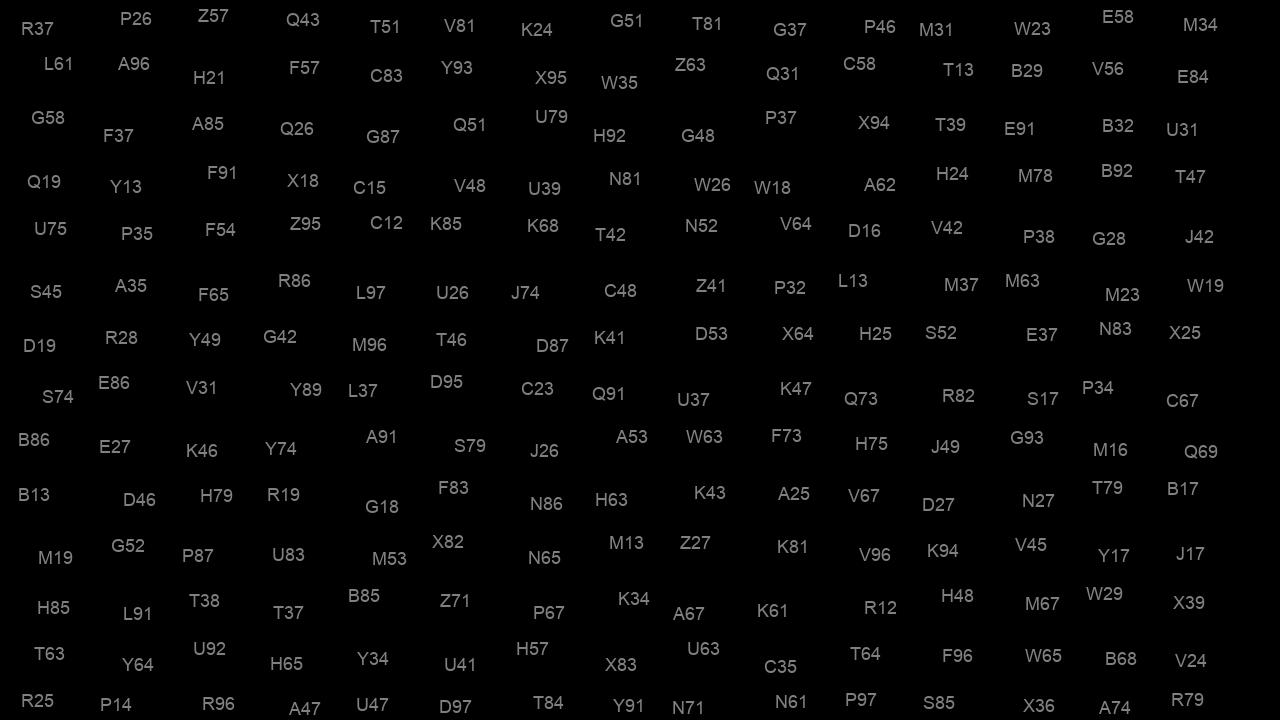 R37 P26 Z57 Q43 T51 V81 K24 G51 T81 G37 P46 M31 W23 E58 M34
L61 A96 H21 F57 C83 Y93 X95 W35 Z63 Q31 C58 T13 B29 V56 E84
G58 F37 A85 Q26 G87 Q51 U79 H92 G48 P37 X94 T39 E91 B32 U31
Q19 Y13 F91 X18 C15 V48 U39 N81 W26 W18 A62 H24 M78 B92 T47
U75 P35 F54 Z95 C12 K85 K68 T42 N52 V64 D16 V42 P38 G28 J42
S45 A35 F65 R86 L97 U26 J74 C48 Z41 P32 L13 M37 M63 M23 W19
D19 R28 Y49 G42 M96 T46 D87 K41 D53 X64 H25 S52 E37 N83 X25
S74 E86 V31 Y89 L37 D95 C23 Q91 U37 K47 Q73 R82 S17 P34 C67
B86 E27 K46 Y74 A91 S79 J26 A53 W63 F73 H75 J49 G93 M16 Q69
B13 D46 H79 R19 G18 F83 N86 H63 K43 A25 V67 D27 N27 T79 B17
M19 G52 P87 U83 M53 X82 N65 M13 Z27 K81 V96 K94 V45 Y17 J17
H85 L91 T38 T37 B85 Z71 P67 K34 A67 K61 R12 H48 M67 W29 X39
T63 Y64 U92 H65 Y34 U41 H57 X83 U63 C35 T64 F96 W65 B68 V24
R25 P14 R96 A47 U47 D97 T84 Y91 N71 N61 P97 S85 X36 A74 R79